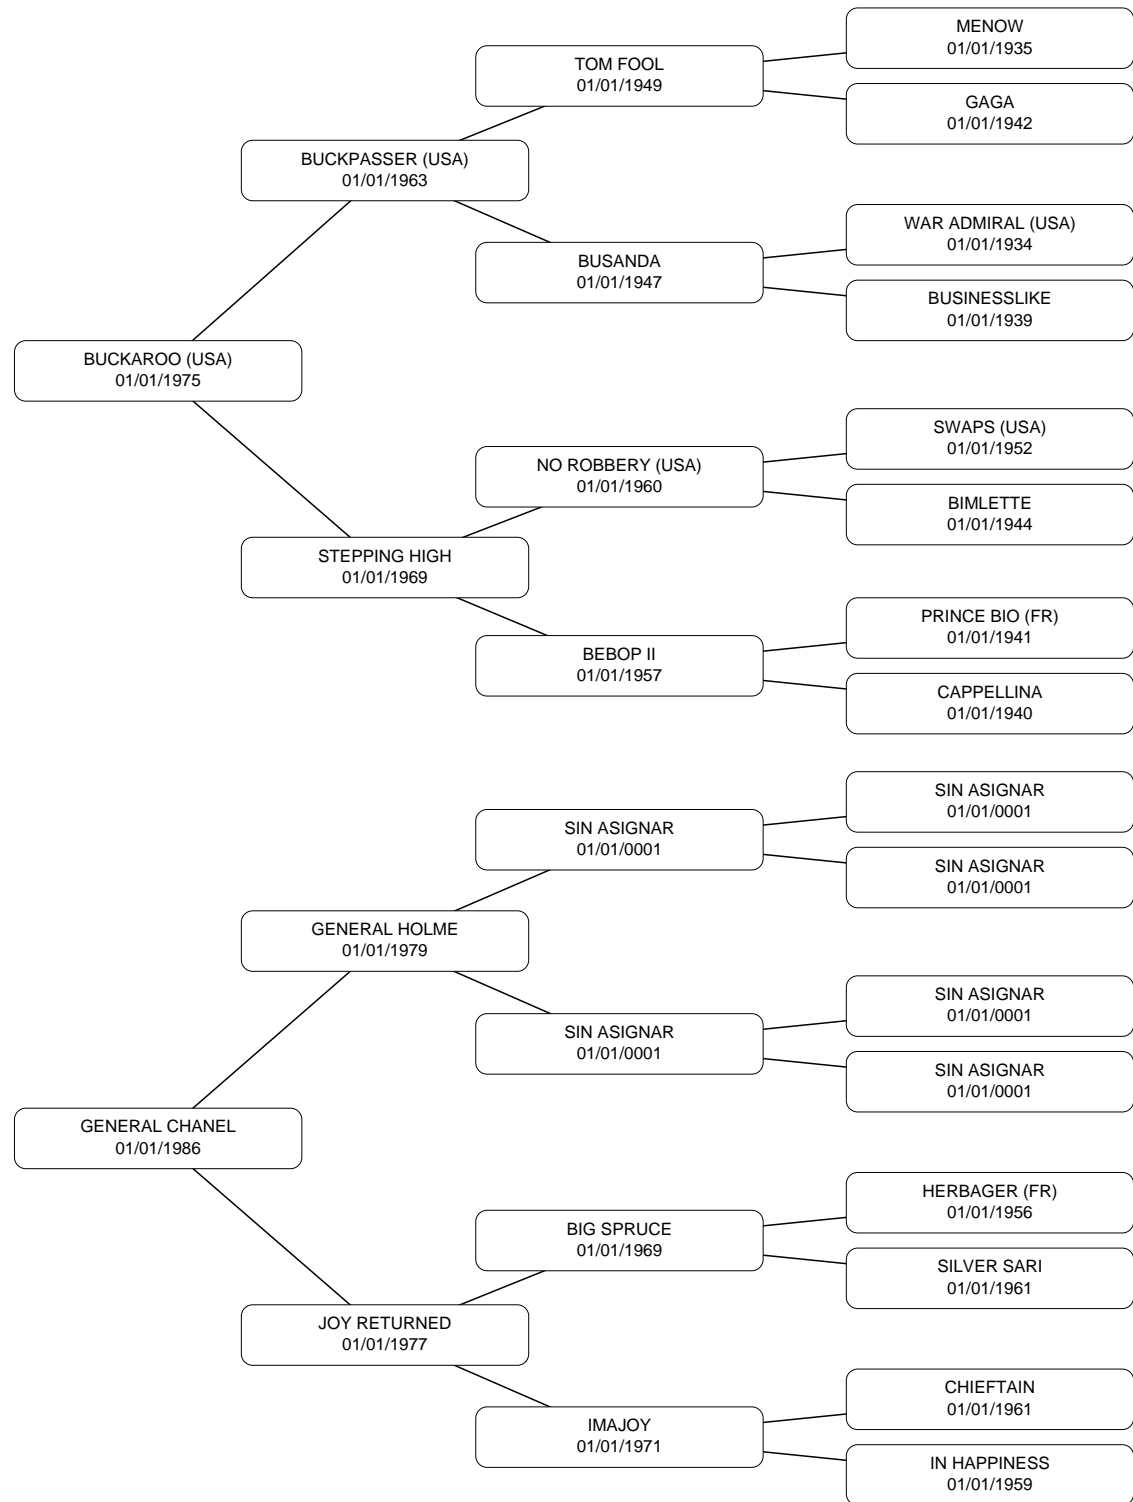 MENOW
01/01/1935
TOM FOOL
01/01/1949
GAGA
01/01/1942
BUCKPASSER (USA)
01/01/1963
WAR ADMIRAL (USA)
01/01/1934
BUSANDA
01/01/1947
BUSINESSLIKE
01/01/1939
BUCKAROO (USA)
01/01/1975
SWAPS (USA)
01/01/1952
NO ROBBERY (USA)
01/01/1960
BIMLETTE
01/01/1944
STEPPING HIGH
01/01/1969
PRINCE BIO (FR)
01/01/1941
BEBOP II
01/01/1957
CAPPELLINA
01/01/1940
SIN ASIGNAR
01/01/0001
SIN ASIGNAR
01/01/0001
SIN ASIGNAR
01/01/0001
GENERAL HOLME
01/01/1979
SIN ASIGNAR
01/01/0001
SIN ASIGNAR
01/01/0001
SIN ASIGNAR
01/01/0001
GENERAL CHANEL
01/01/1986
HERBAGER (FR)
01/01/1956
BIG SPRUCE
01/01/1969
SILVER SARI
01/01/1961
JOY RETURNED
01/01/1977
CHIEFTAIN
01/01/1961
IMAJOY
01/01/1971
IN HAPPINESS
01/01/1959